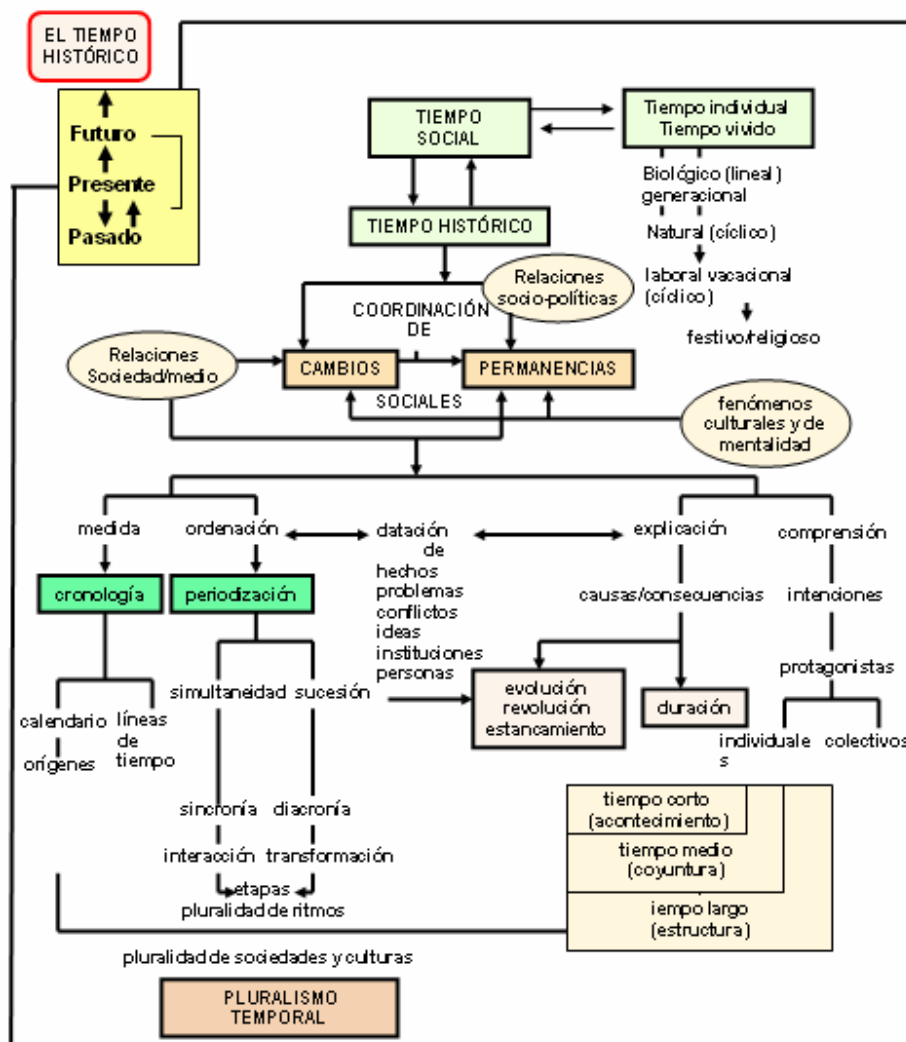 EL TIEMPO
HISTÓRICO
Futuro
Presente
Pasado
TIEMPO
SOCIAL
Tiempo individual
Tiempo vivido
Biológico (lineal)
generacional
Natural (cíclico)
laboral vacacional
(cíclico)
festivo/religioso
TIEMPO HISTÓRICO
Relaciones
socio-políticas
COORDINACIÓN
DE
Relaciones
Sociedad/medio
CAMBIOS
PERMANENCIAS
SOCIALES
fenómenos
culturales y de
mentalidad
medida
ordenación
datación
de
hechos
problemas
conflictos
ideas
instituciones
personas
explicación
comprensión
cronología
periodización
causas/consecuencias
intenciones
simultaneidad
sucesión
protagonistas
calendario
orígenes
líneas
de
tiempo
evolución
revolución
estancamiento
duración
individuale
s
colectivos
sincronía
diacronía
interacción
transformación
etapas
pluralidad de ritmos
tiempo corto
(acontecimiento)
tiempo medio
(coyuntura)
iempo largo
(estructura)
pluralidad de sociedades y culturas
PLURALISMO
TEMPORAL